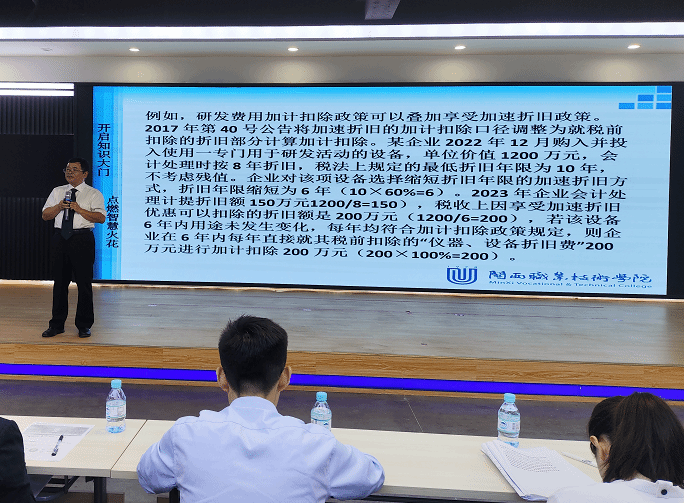 开启知识大门
点燃智慧火花
例如，研发费用加计扣除政策可以叠加享受加速折旧政策。
2017 年第 40 号公告将加速折旧的加计扣除口径调整为就税前
扣除的折旧部分计算加计扣除。某企业 2022 年 12 月购入并投
入使用一专门用于研发活动的设备，单位价值 1200 万元，会
计处理时按 8 年折旧，税法上规定的最低折旧年限为 10 年，
不考虑残值。企业对该项设备选择缩短折旧年限的加速折旧方
式，折旧年限缩短为 6 年（10×60%=6）。2023 年企业会计处
理计提折旧额 150万元1200/8=150），税收上因享受加速折旧
优惠可以扣除的折旧额是 200万元（1200/6=200），若该设备
6 年内用途未发生变化，每年均符合加计扣除政策规定，则企
业在 6 年内每年直接就其税前扣除的“仪器、设备折旧费”200
万元进行加计扣除 200 万元（200×100%=200）。
闽西职业技术学院
MinXi Vocational & Technical College